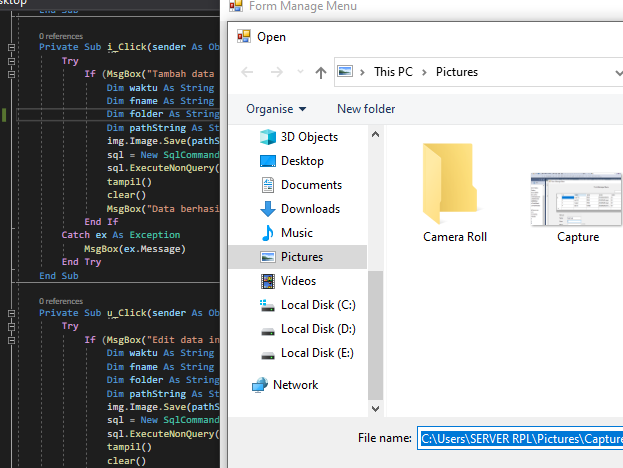 sktop
End Sub
0 references
Private Sub i_Click(sender As Ob
Try
If (MsgBox("Tambah data
Dim waktu As String
Dim fname As String
Dim folder As String
Dim pathString As St
img.Image.Save(pathS
sql = New SqlCommand
sql.ExecuteNonQuery(
tampil()
clear()
MsgBox("Data berhasi
End If
Catch ex As Exception
MsgBox(ex.Message)
End Try
End Sub
0 references
Private Sub u_Click(sender As Ob
Try
If (MsgBox("Edit data in
Dim waktu As String
Dim fname As String
Dim folder As String
Dim pathString As St
img.Image.Save(pathS
sql = New SqlCommand
sql.ExecuteNonQuery(
tampil()
clear()
Form Manage Menu
Open
This PC > Pictures
Organise
New folder
3D Objects
Desktop
Documents
Downloads
Music
Pictures
Videos
Local Disk (C:)
Local Disk (D:)
Local Disk (E:)
Network
Camera Roll
Capture
File name: C:\Users\SERVER RPL\Pictures\Capture